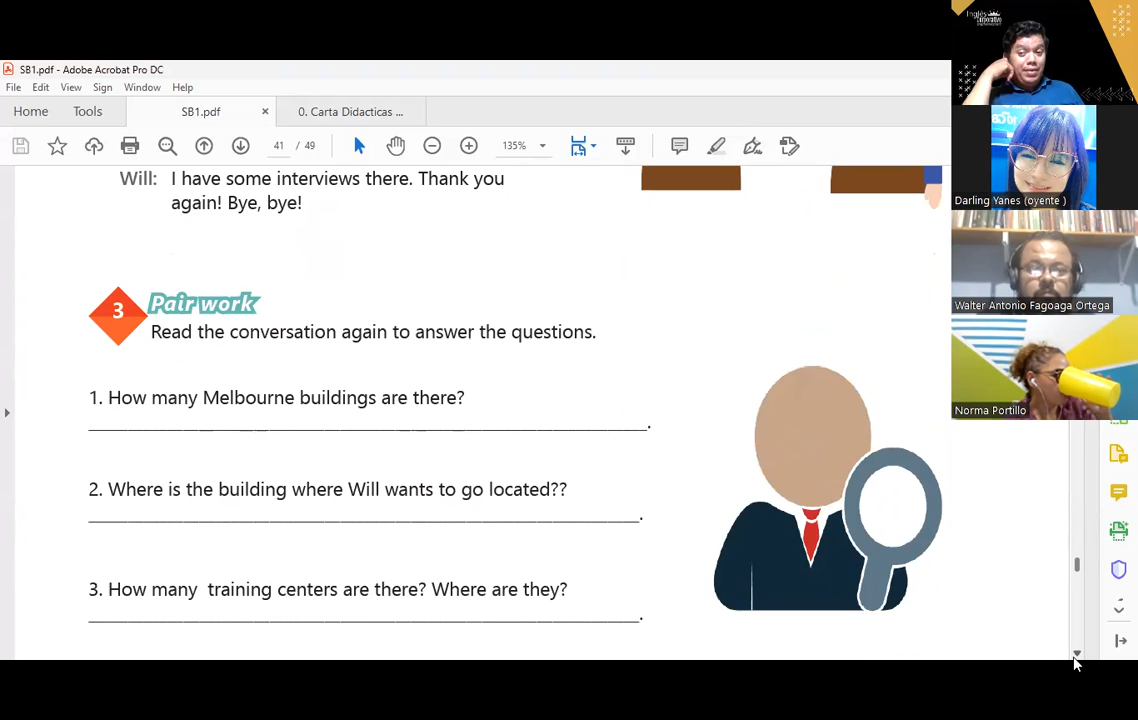 SB1.pdf - Adobe Acrobat Pro DC
File Edit View Sign Window Help
Home Tools SB1.pdf × 0. Carta Didacticas ...
41 / 49 135%
Will: I have some interviews there. Thank you
again! Bye, bye!
3 Pair work
Read the conversation again to answer the questions.
1. How many Melbourne buildings are there?
2. Where is the building where Will wants to go located??
3. How many training centers are there? Where are they?
Inglés
Darling Yanes (oyente )
Walter Antonio Fagoaga Ortega
Norma Portillo